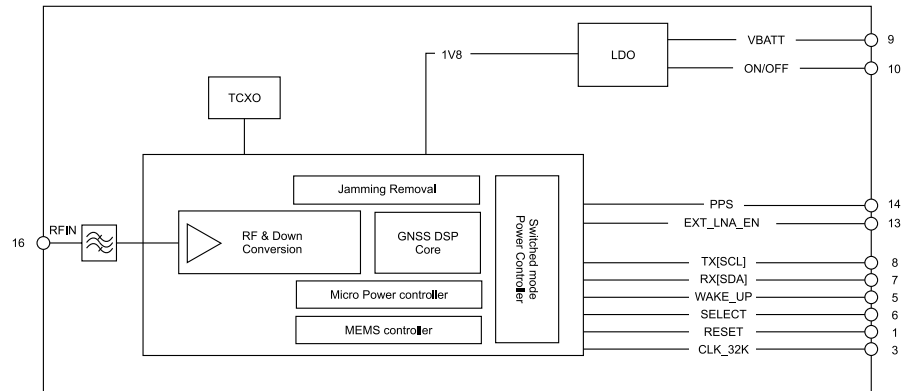 VBATT
9
1V8
LDO
ON/OFF
10
TCXO
Jamming Removal
Switched mode
Power Controller
PPS
14
EXT_LNA_EN
13
RFIN
16
RF & Down
Conversion
GNSS DSP
Core
TX[SCL]
8
RX[SDA]
7
Micro Power controller
WAKE_UP
5
SELECT
6
MEMS controller
RESET
1
CLK_32K
3